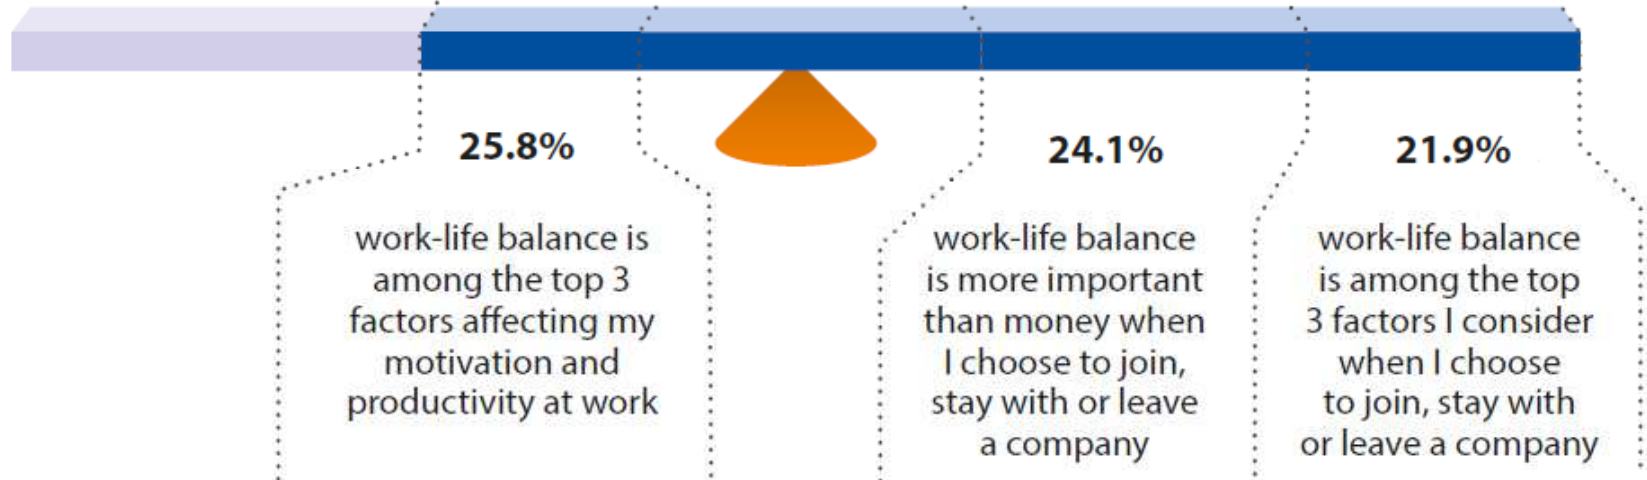 25.8%
work-life balance is
among the top 3
factors affecting my
motivation and
productivity at work
24.1%
work-life balance
is more important
than money when
I choose to join,
stay with or leave
a company
21.9%
work-life balance
is among the top
3 factors I consider
when I choose
to join, stay with
or leave a company